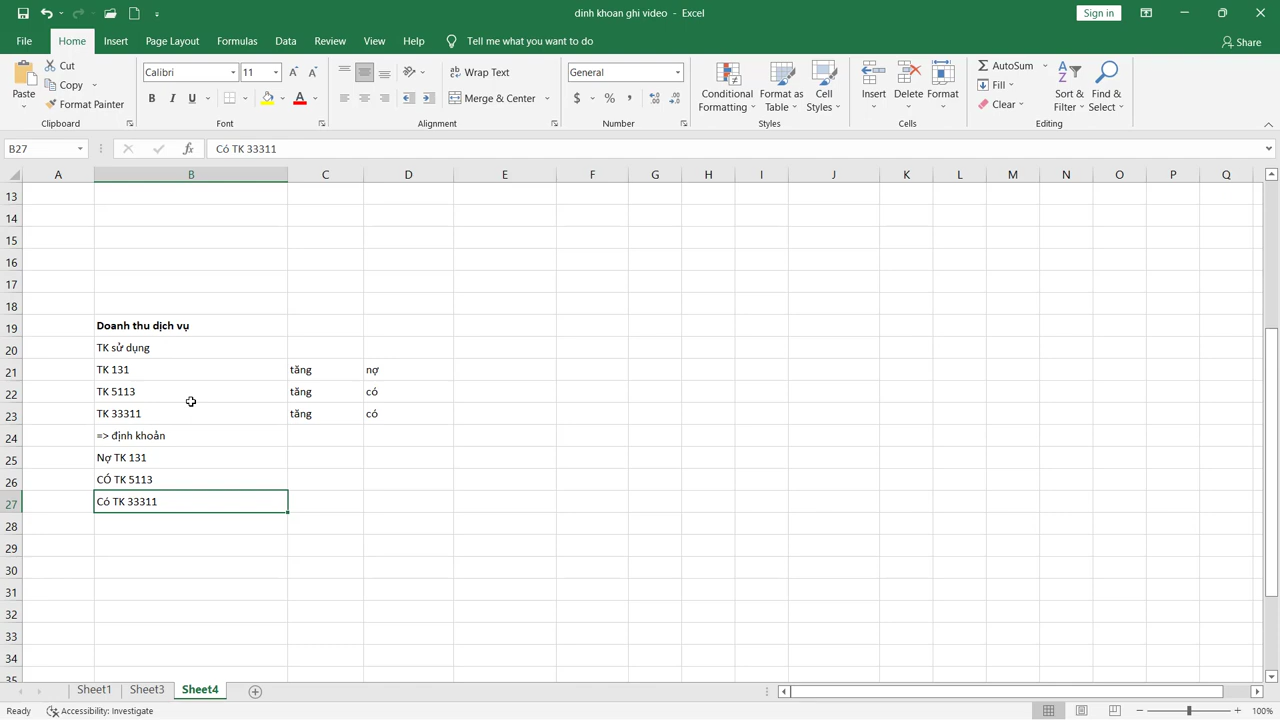 dinh khoan ghi video - Excel
Sign in
File Home Insert Page Layout Formulas Data Review View Help Tell me what you want to do Share
Paste
Cut
Copy
Format Painter
Clipboard
Calibri 11
B I U A
Font
Wrap Text
Merge & Center
Alignment
General
$ % ,
Number
Conditional Formatting
Format as Table
Cell Styles
Styles
Insert Delete Format
Cells
AutoSum
Fill
Clear
Sort & Filter
Find & Select
Editing
B27 fx Có TK 33311
A B C D E F G H I J K L M N O P Q
13
14
15
16
17
18
19 Doanh thu dịch vụ
20 TK sử dụng
21 TK 131 tăng nợ
22 TK 5113 tăng có
23 TK 33311 tăng có
24 => định khoản
25 Nợ TK 131
26 CÓ TK 5113
27 Có TK 33311
28
29
30
31
32
33
34
35
Sheet1 Sheet3 Sheet4
Ready Accessibility: Investigate 100%